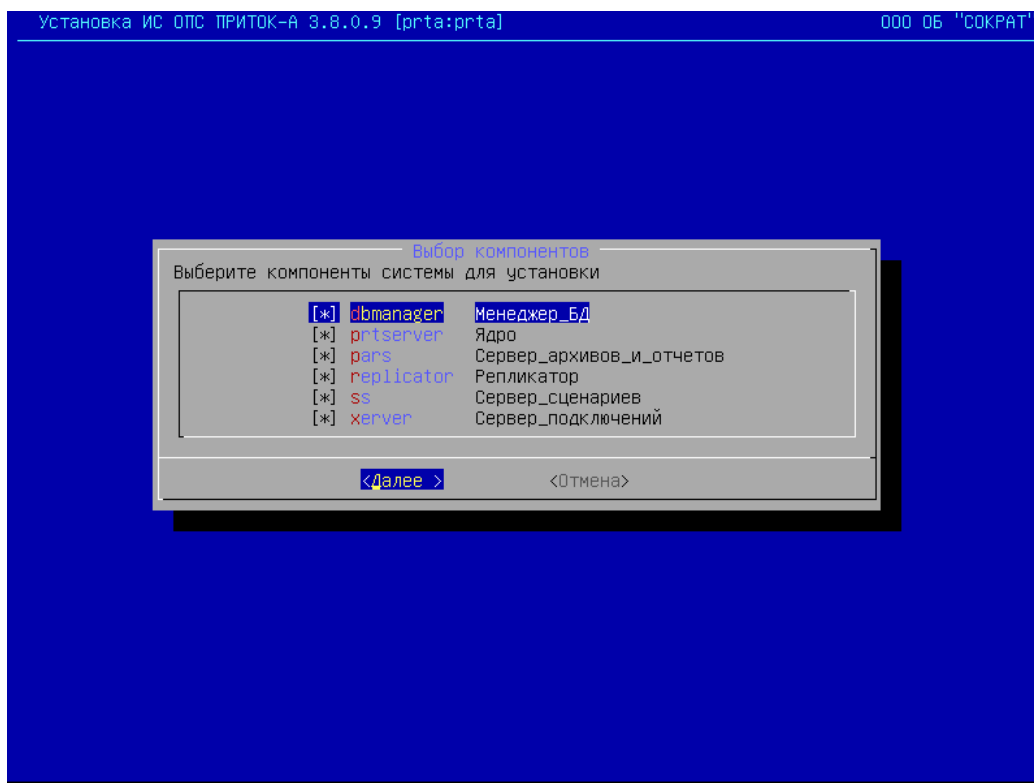 Установка ИС ОПС ПРИТОК-А 3.8.0.9 [prta:prta] ООО ОБ "СОКРАТ"
Выбор компонентов
Выберите компоненты системы для установки
[*] dbmanager Менеджер_БД
[*] prtserver Ядро
[*] pars Сервер_архивов_и_отчетов
[*] replicator Репликатор
[*] ss Сервер_сценариев
[*] xerver Сервер_подключений
<Далее > <Отмена>